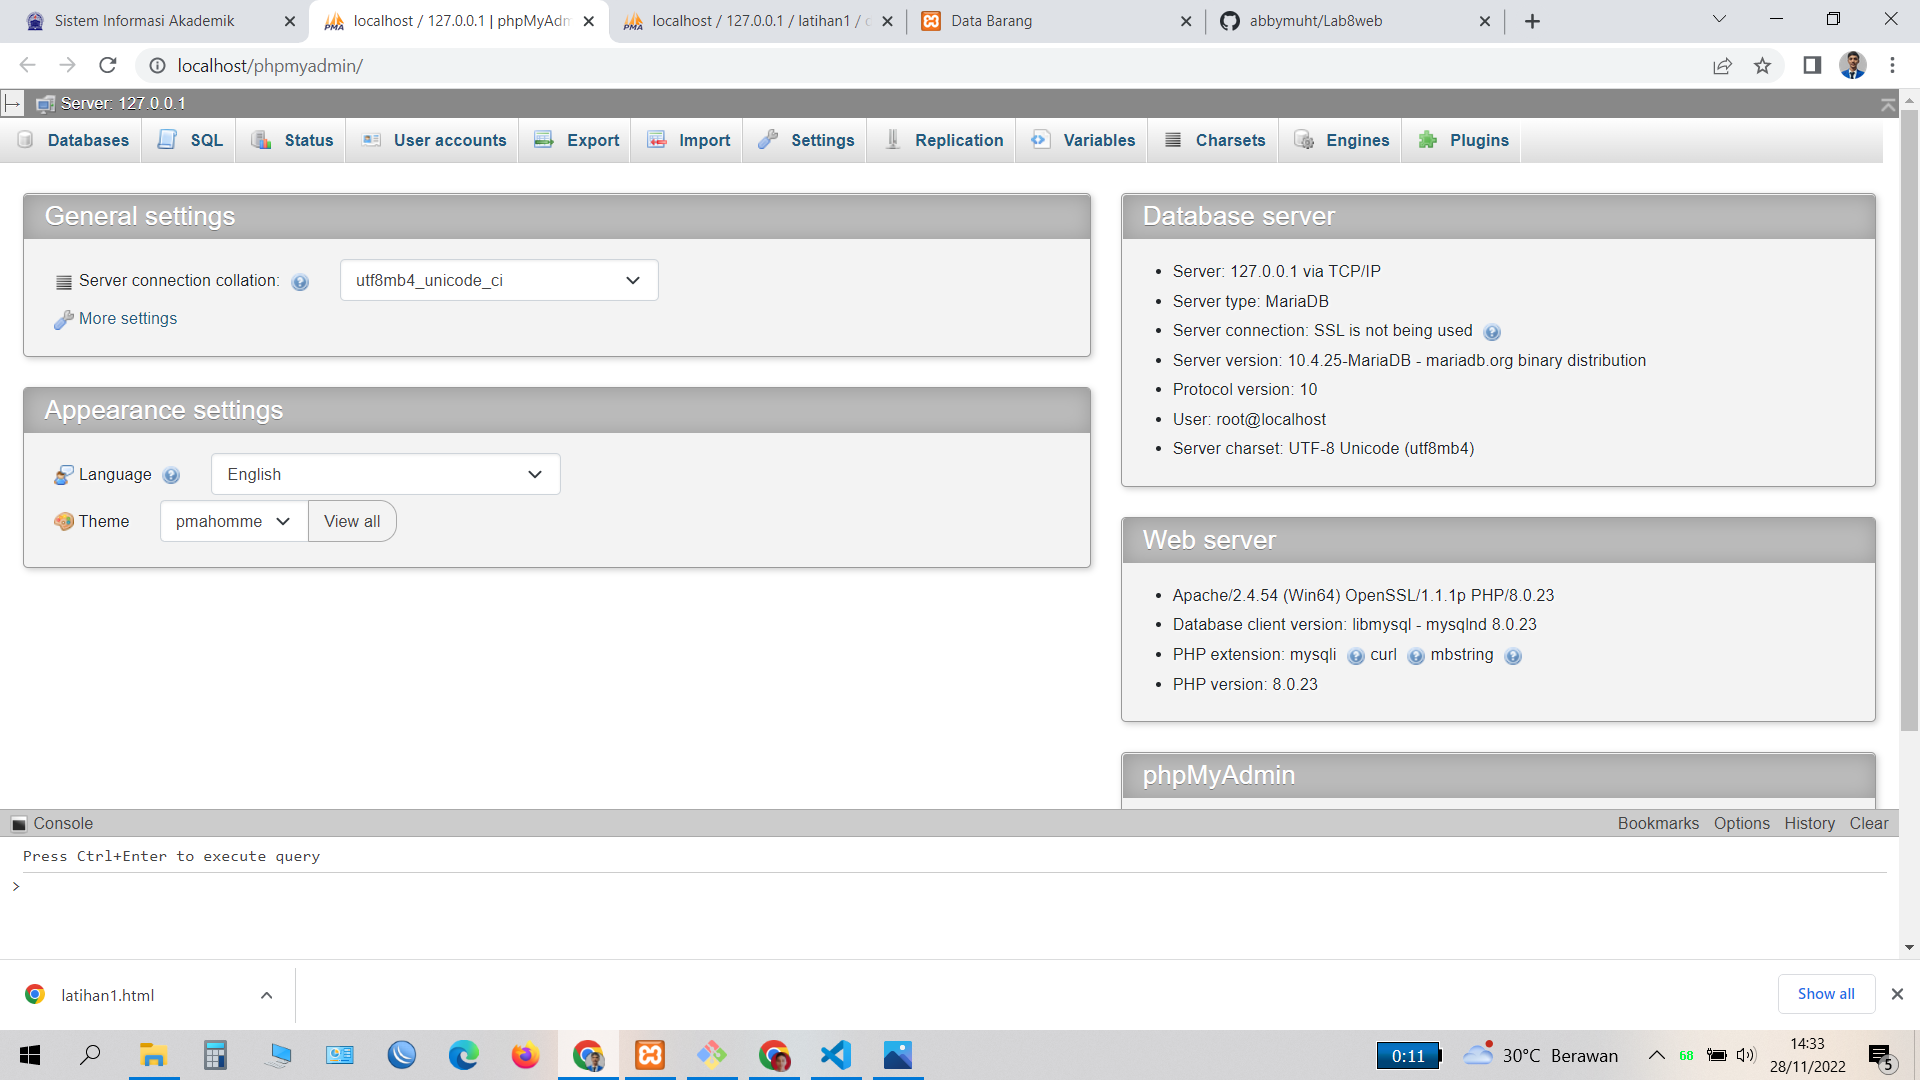 Sistem Informasi Akademik
localhost / 127.0.0.1 | phpMyAdm
localhost / 127.0.0.1 / latihan1 / d
Data Barang
abbymuht/Lab8web
localhost/phpmyadmin/
Server: 127.0.0.1
Databases
SQL
Status
User accounts
Export
Import
Settings
Replication
Variables
Charsets
Engines
Plugins
General settings
Server connection collation:
utf8mb4_unicode_ci
More settings
Appearance settings
Language
English
Theme
pmahomme
View all
Database server
Server: 127.0.0.1 via TCP/IP
Server type: MariaDB
Server connection: SSL is not being used
Server version: 10.4.25-MariaDB - mariadb.org binary distribution
Protocol version: 10
User: root@localhost
Server charset: UTF-8 Unicode (utf8mb4)
Web server
Apache/2.4.54 (Win64) OpenSSL/1.1.1p PHP/8.0.23
Database client version: libmysql - mysqlnd 8.0.23
PHP extension: mysqli curl mbstring
PHP version: 8.0.23
phpMyAdmin
Console
Bookmarks
Options
History
Clear
Press Ctrl+Enter to execute query
>
latihan1.html
Show all
0:11
30°C Berawan
68
14:33
28/11/2022
5